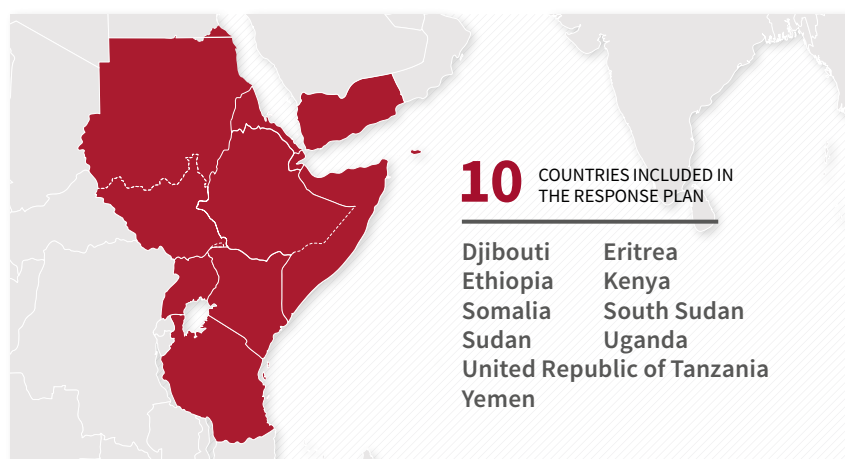 10 COUNTRIES INCLUDED IN
THE RESPONSE PLAN
Djibouti Eritrea
Ethiopia Kenya
Somalia South Sudan
Sudan Uganda
United Republic of Tanzania
Yemen